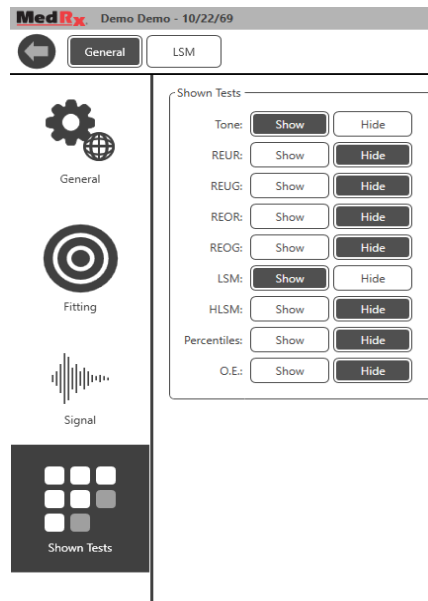 MedRx. Demo Demo - 10/22/69
General LSM
Shown Tests
Tone: Show Hide
REUR: Show Hide
General
REUG: Show Hide
REOR: Show Hide
REOG: Show Hide
LSM: Show Hide
Fitting
HLSM: Show Hide
Percentiles: Show Hide
O.E.: Show Hide
Signal
Shown Tests